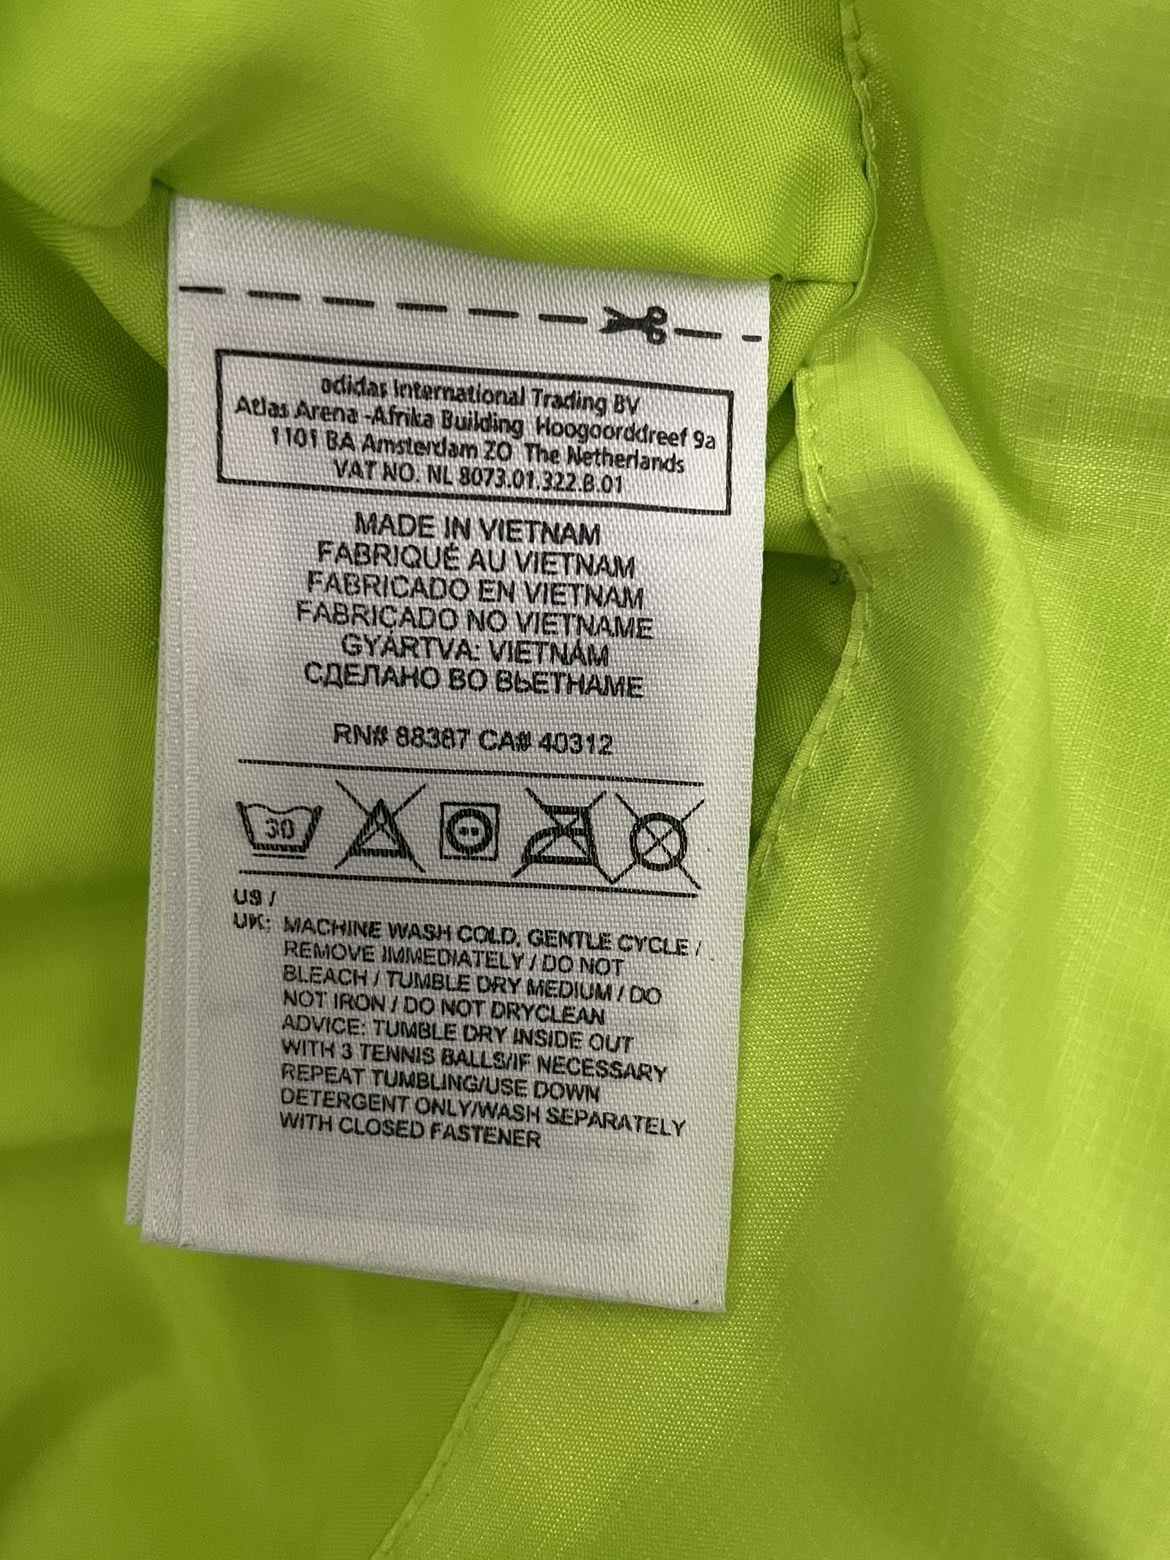 adidas International Trading BV
Atlas Arena -Afrika Building Hoogoorddreef 9a
1101 BA Amsterdam ZO The Netherlands
VAT NO. NL 8073.01.322.B.01
MADE IN VIETNAM
FABRIQUÉ AU VIETNAM
FABRICADO EN VIETNAM
FABRICADO NO VIETNAME
GYÁRTVA: VIETNÁM
СДЕЛАНО ВО ВЬЕТНАМЕ
RN# 88387 CA# 40312
30
US /
UK: MACHINE WASH COLD, GENTLE CYCLE /
REMOVE IMMEDIATELY / DO NOT
BLEACH / TUMBLE DRY MEDIUM / DO
NOT IRON / DO NOT DRYCLEAN
ADVICE: TUMBLE DRY INSIDE OUT
WITH 3 TENNIS BALLS/IF NECESSARY
REPEAT TUMBLING/USE DOWN
DETERGENT ONLY/WASH SEPARATELY
WITH CLOSED FASTENER